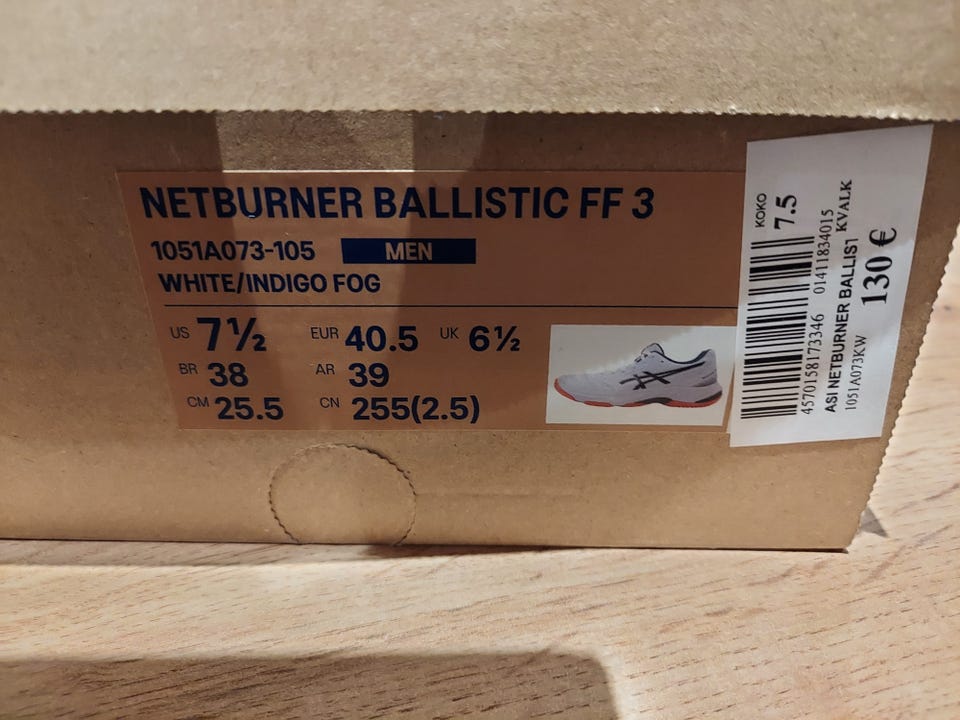 NETBURNER BALLISTIC FF 3
1051A073-105 MEN
WHITE/INDIGO FOG
US 7½ EUR 40.5 UK 6½
BR 38 AR 39
CM 25.5 CN 255(2.5)
KOKO 7.5
4570158173346 01411834015
ASI NETBURNER BALLIS1 KVALK
1051A073KW 130 €